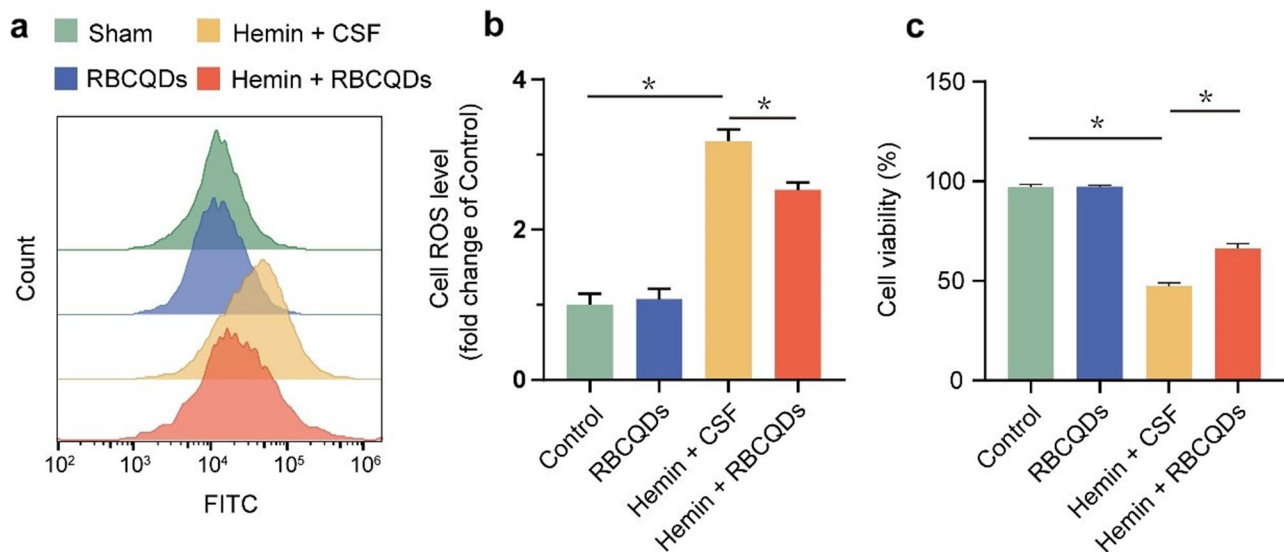 a
Sham
Hemin + CSF
RBCQDs
Hemin + RBCQDs
Count
10² 10³ 10⁴ 10⁵ 10⁶
FITC
b
Cell ROS level
(fold change of Control)
4
2
0
*
*
Control
RBCQDs
Hemin + CSF
Hemin + RBCQDs
c
Cell viability (%)
150
100
50
0
*
*
Control
RBCQDs
Hemin + CSF
Hemin + RBCQDs